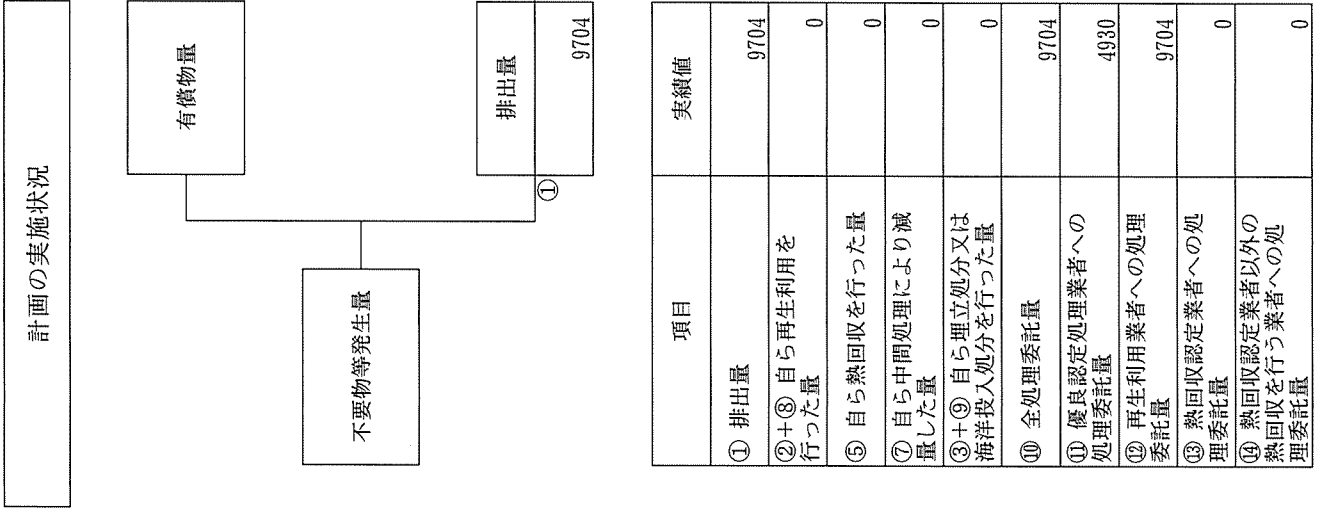 計画の実施状況
有償物量
不要物等発生量
排出量
①
9704
項目
実績値
① 排出量
9704
②+⑧ 自ら再生利用を
行った量
0
⑤ 自ら熱回収を行った量
0
⑦ 自ら中間処理により減
量した量
0
③+⑨ 自ら埋立処分又は
海洋投入処分を行った量
0
⑩ 全処理委託量
9704
⑪ 優良認定処理業者への
処理委託量
4930
⑫ 再生利用業者への処理
委託量
9704
⑬ 熱回収認定業者への処
理委託量
0
⑭ 熱回収認定業者以外の
熱回収を行う業者への処
理委託量
0